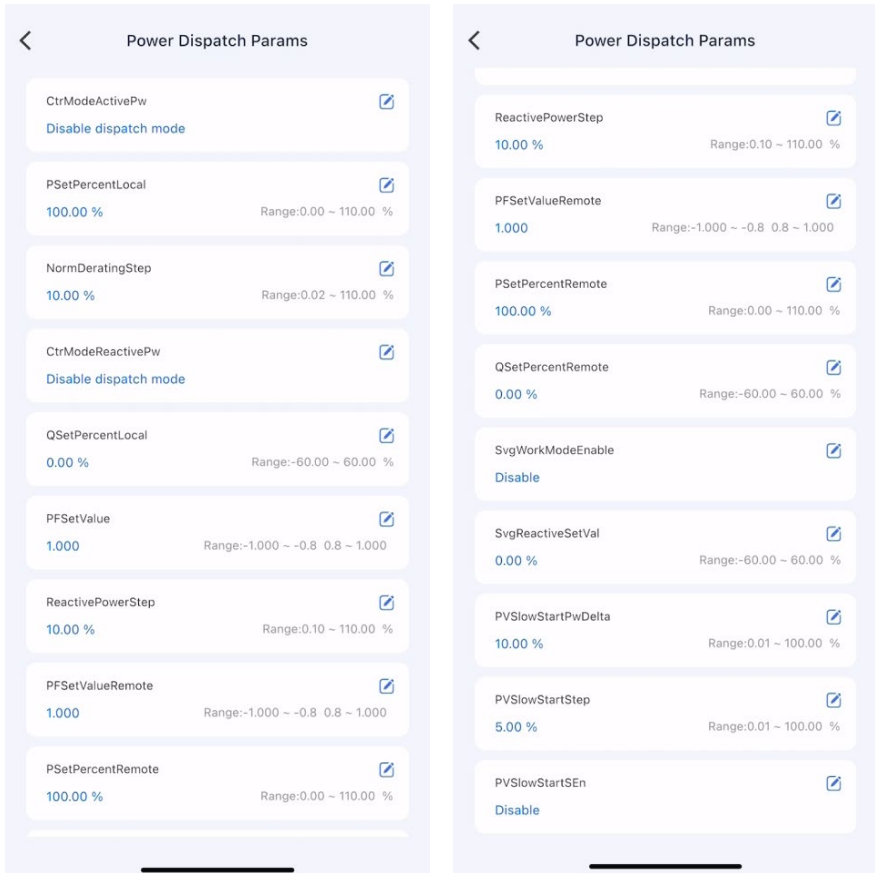 Power Dispatch Params
CtrModeActivePw
Disable dispatch mode
PSetPercentLocal
100.00 % Range:0.00 ~ 110.00 %
NormDeratingStep
10.00 % Range:0.02 ~ 110.00 %
CtrModeReactivePw
Disable dispatch mode
QSetPercentLocal
0.00 % Range:-60.00 ~ 60.00 %
PFSetValue
1.000 Range:-1.000 ~ -0.8 0.8 ~ 1.000
ReactivePowerStep
10.00 % Range:0.10 ~ 110.00 %
PFSetValueRemote
1.000 Range:-1.000 ~ -0.8 0.8 ~ 1.000
PSetPercentRemote
100.00 % Range:0.00 ~ 110.00 %
Power Dispatch Params
ReactivePowerStep
10.00 % Range:0.10 ~ 110.00 %
PFSetValueRemote
1.000 Range:-1.000 ~ -0.8 0.8 ~ 1.000
PSetPercentRemote
100.00 % Range:0.00 ~ 110.00 %
QSetPercentRemote
0.00 % Range:-60.00 ~ 60.00 %
SvgWorkModeEnable
Disable
SvgReactiveSetVal
0.00 % Range:-60.00 ~ 60.00 %
PVSlowStartPwDelta
10.00 % Range:0.01 ~ 100.00 %
PVSlowStartStep
5.00 % Range:0.01 ~ 100.00 %
PVSlowStartSEn
Disable